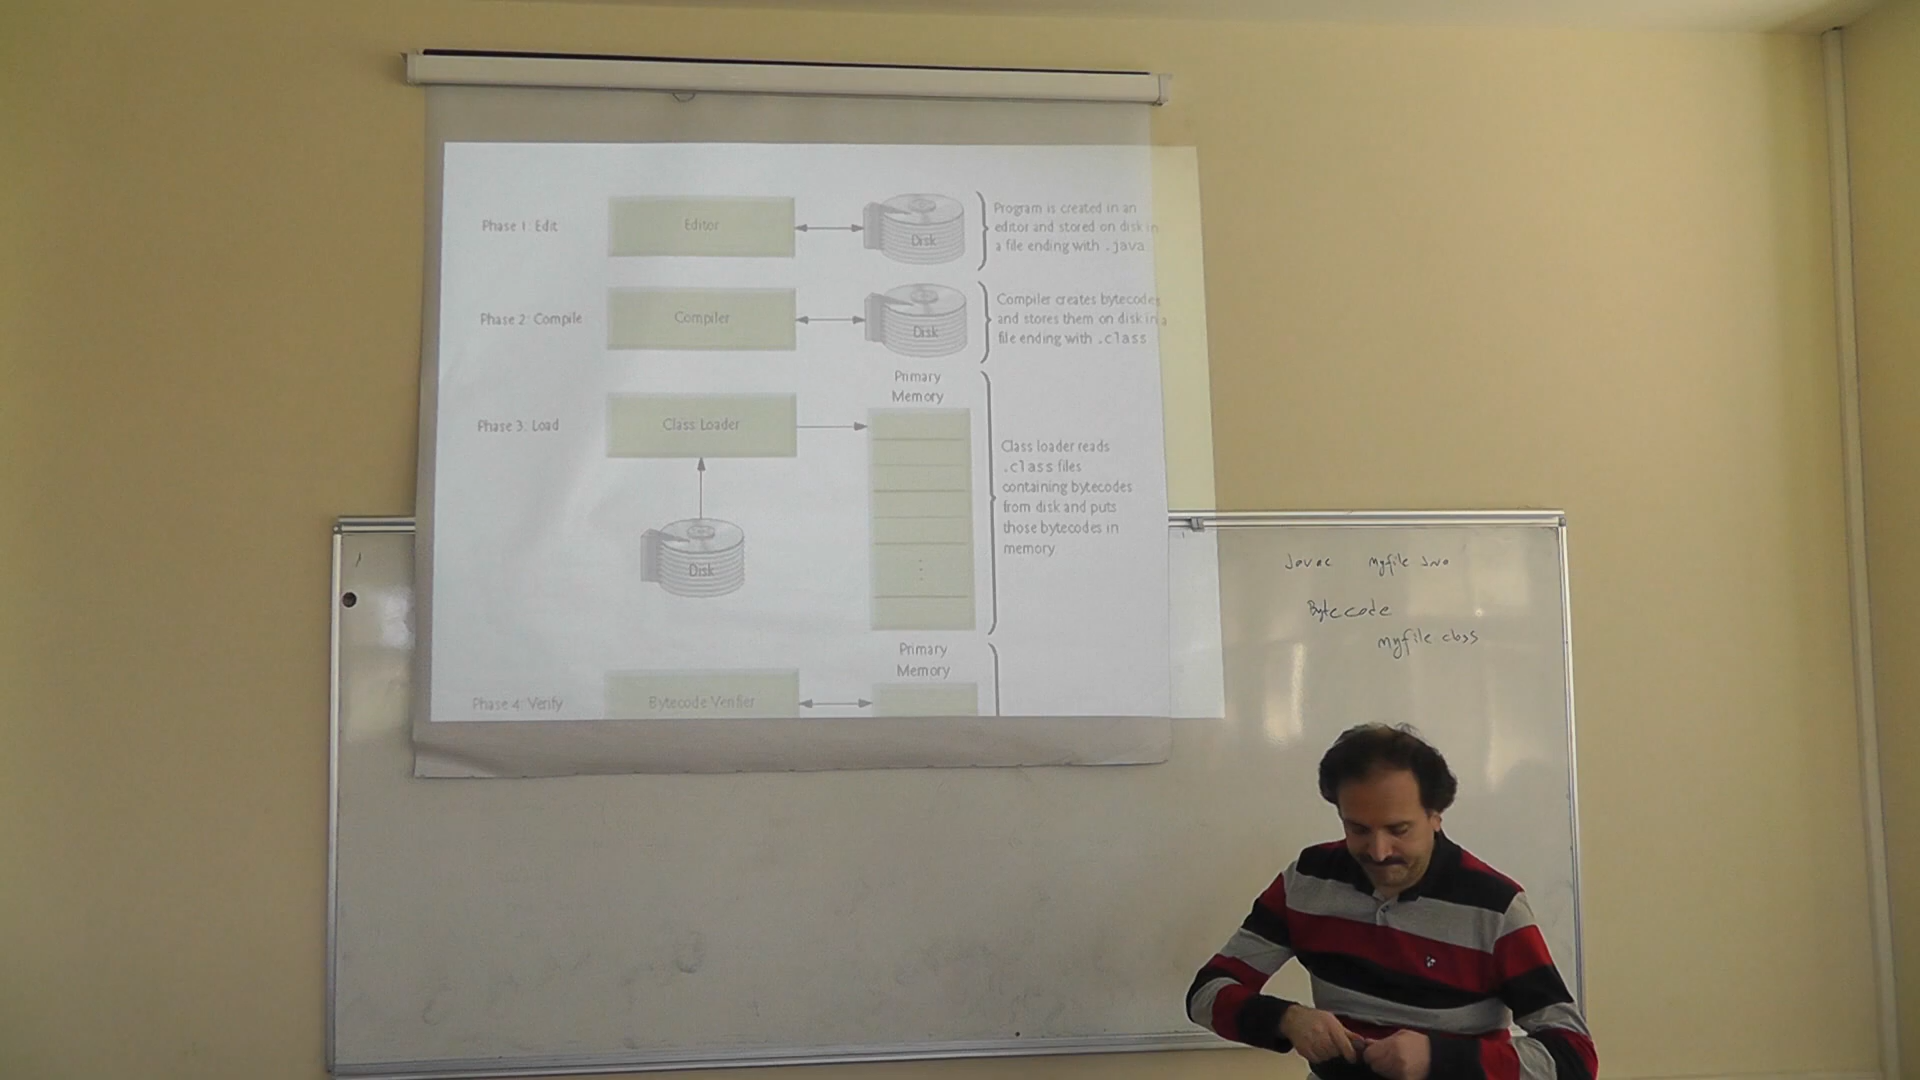 Phase 1: Edit
Editor
Disk
Program is created in an
editor and stored on disk in
a file ending with .java
Phase 2: Compile
Compiler
Disk
Compiler creates bytecodes
and stores them on disk in a
file ending with .class
Phase 3: Load
Class Loader
Disk
Primary
Memory
Class loader reads
.class files
containing bytecodes
from disk and puts
those bytecodes in
memory
Phase 4: Verify
Bytecode Verifier
Primary
Memory
Javac myfile
Bytecode
myfile class